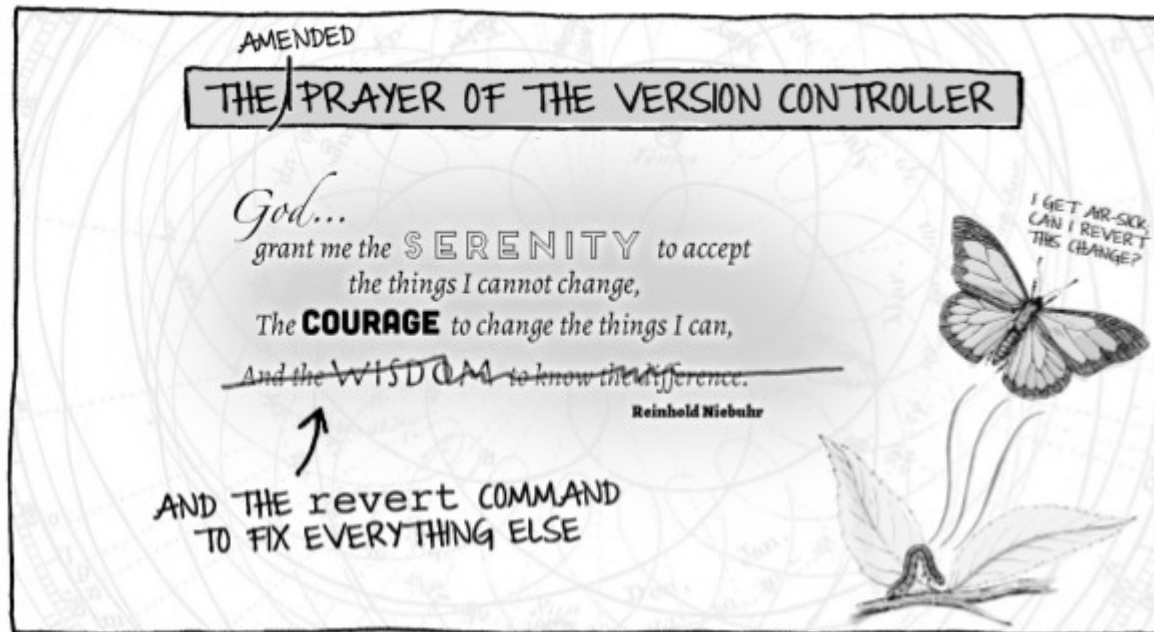 AMENDED
THE PRAYER OF THE VERSION CONTROLLER
God...
grant me the SERENITY to accept
the things I cannot change,
The COURAGE to change the things I can,
And the WISDOM to know the difference.
Reinhold Niebuhr
AND THE revert COMMAND
TO FIX EVERYTHING ELSE
I GET AIR-SICK,
CAN I REVERT
THIS CHANGE?